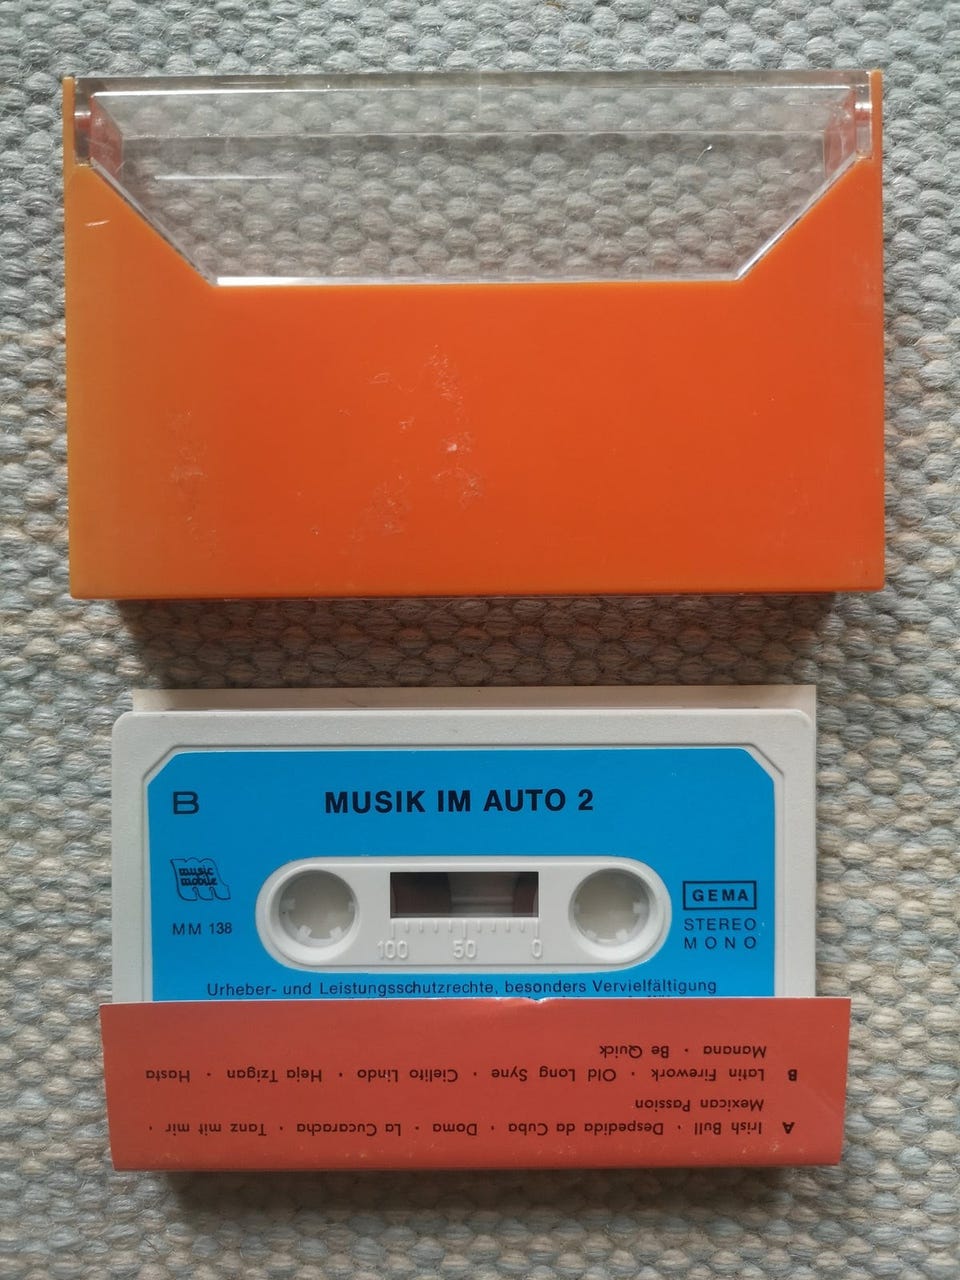 B
MUSIK IM AUTO 2
music
mobile
MM 138
GEMA
STEREO
MONO
100 50 0
Urheber- und Leistungsschutzrechte, besonders Vervielfältigung
A Irish Bull · Despedida da Cuba · Doma · La Cucaracha · Tanz mit mir ·
Mexican Passion
B Latin Firework · Old Long Syne · Cielito Lindo · Heja Tzigan · Hasta
Manana · Be Quick